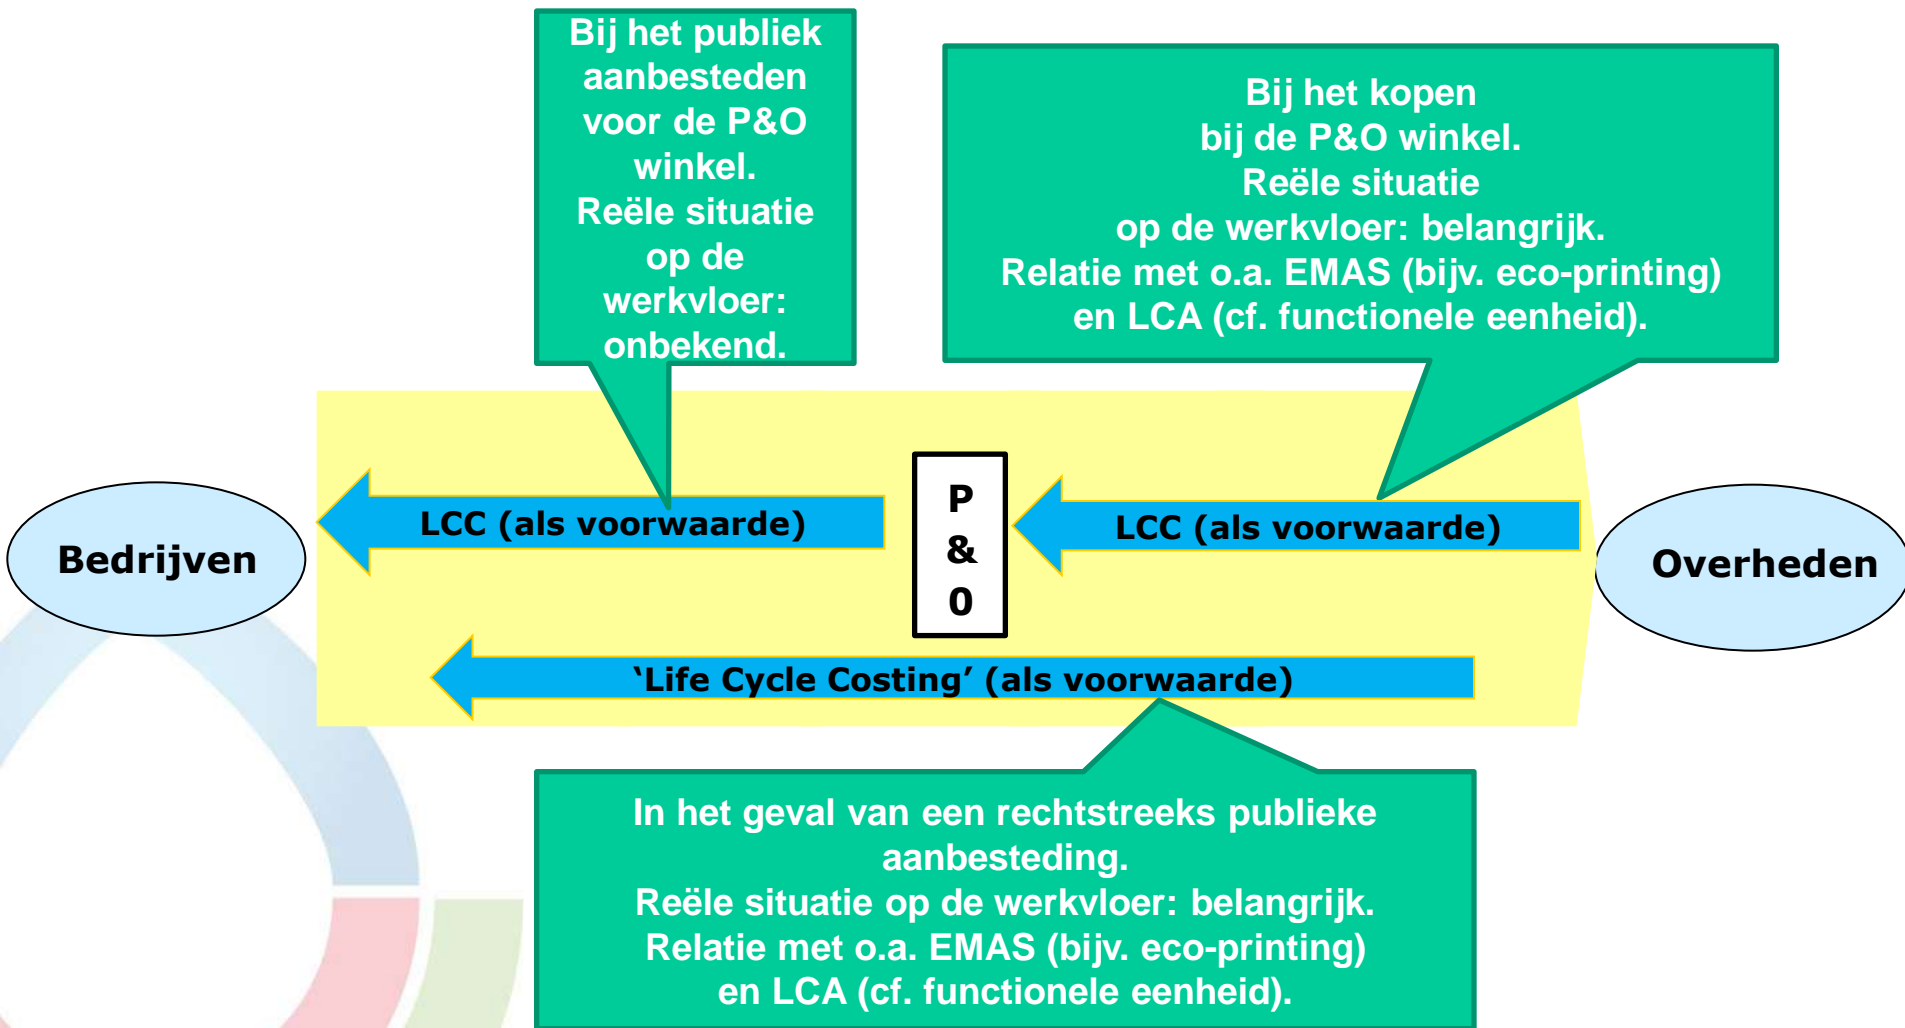 Bij het publiek
aanbesteden
voor de P&O
winkel.
Reële situatie
op de
werkvloer:
onbekend.
Bij het kopen
bij de P&O winkel.
Reële situatie
op de werkvloer: belangrijk.
Relatie met o.a. EMAS (bijv. eco-printing)
en LCA (cf. functionele eenheid).
Bedrijven
LCC (als voorwaarde)
P
&
0
LCC (als voorwaarde)
Overheden
‘Life Cycle Costing’ (als voorwaarde)
In het geval van een rechtstreeks publieke
aanbesteding.
Reële situatie op de werkvloer: belangrijk.
Relatie met o.a. EMAS (bijv. eco-printing)
en LCA (cf. functionele eenheid).